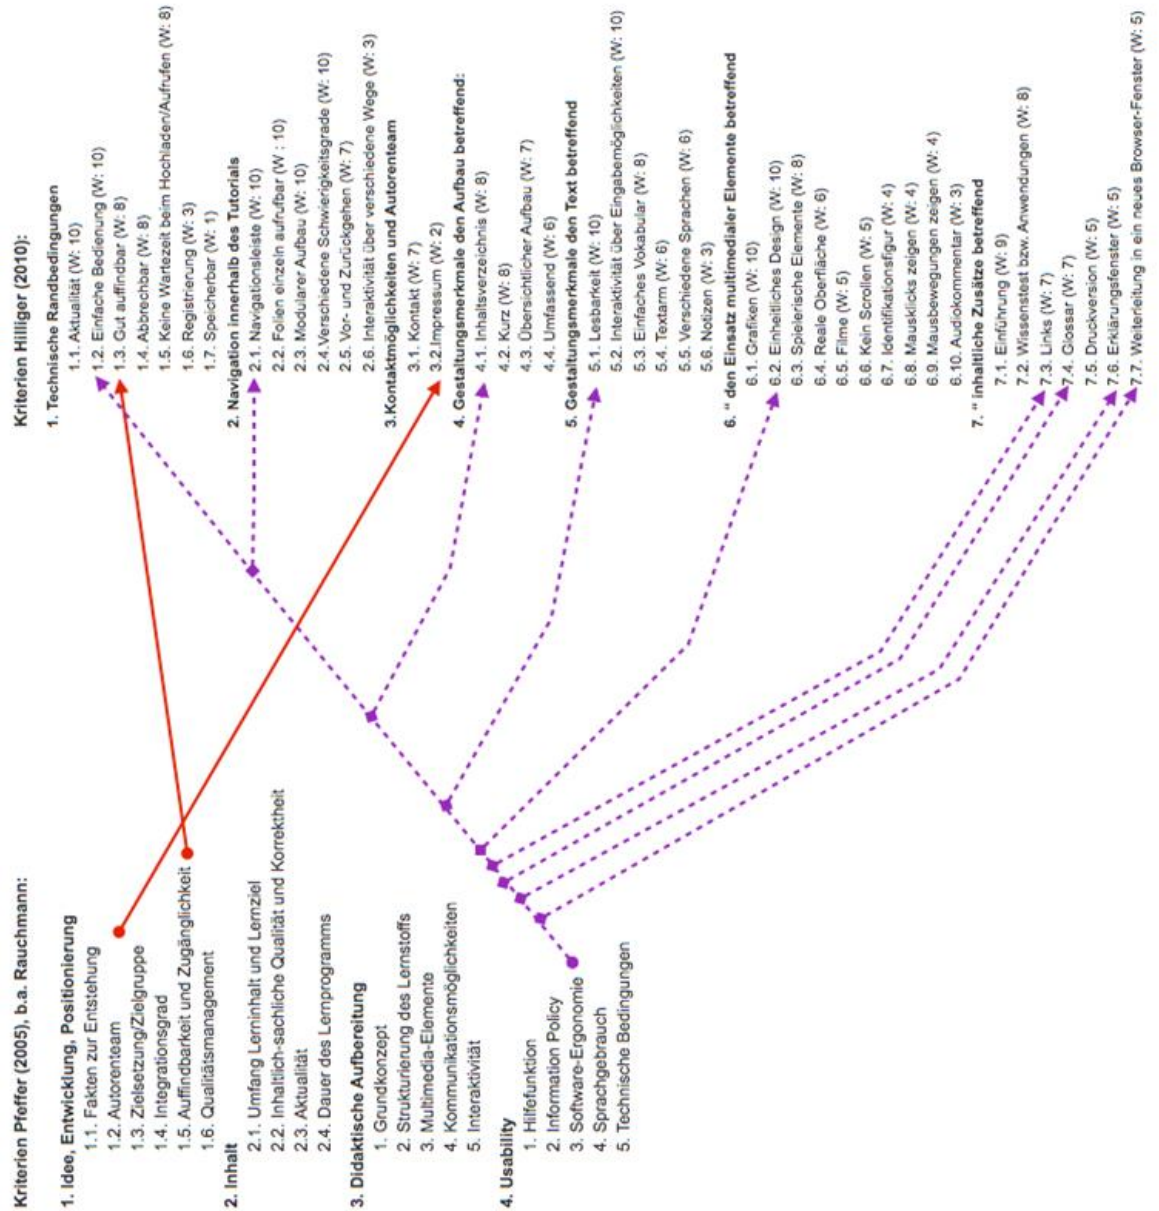 Kriterien Pfeffer (2005), b.a. Rauchmann:
1. Idee, Entwicklung, Positionierung
1.1. Fakten zur Entstehung
1.2. Autorenteam
1.3. Zielsetzung/Zielgruppe
1.4. Integrationsgrad
1.5. Auffindbarkeit und Zugänglichkeit
1.6. Qualitätsmanagement
2. Inhalt
2.1. Umfang Lerninhalt und Lernziel
2.2. Inhaltlich-sachliche Qualität und Korrektheit
2.3. Aktualität
2.4. Dauer des Lernprogramms
3. Didaktische Aufbereitung
1. Grundkonzept
2. Strukturierung des Lernstoffs
3. Multimedia-Elemente
4. Kommunikationsmöglichkeiten
5. Interaktivität
4. Usability
1. Hilfefunktion
2. Information Policy
3. Software-Ergonomie
4. Sprachgebrauch
5. Technische Bedingungen
Kriterien Hilliger (2010):
1. Technische Randbedingungen
1.1. Aktualität (W: 10)
1.2. Einfache Bedienung (W: 10)
1.3. Gut auffindbar (W: 8)
1.4. Abbrechbar (W: 8)
1.5. Keine Wartezeit beim Hochladen/Aufrufen (W: 8)
1.6. Registrierung (W: 3)
1.7. Speicherbar (W: 1)
2. Navigation innerhalb des Tutorials
2.1. Navigationsleiste (W: 10)
2.2. Folien einzeln aufrufbar (W : 10)
2.3. Modularer Aufbau (W: 10)
2.4.Verschiedene Schwierigkeitsgrade (W: 10)
2.5. Vor- und Zurückgehen (W: 7)
2.6. Interaktivität über verschiedene Wege (W: 3)
3.Kontaktmöglichkeiten und Autorenteam
3.1. Kontakt (W: 7)
3.2.Impressum (W: 2)
4. Gestaltungsmerkmale den Aufbau betreffend:
4.1. Inhaltsverzeichnis (W: 8)
4.2. Kurz (W: 8)
4.3. Übersichtlicher Aufbau (W: 7)
4.4. Umfassend (W: 6)
5. Gestaltungsmerkmale den Text betreffend
5.1. Lesbarkeit (W: 10)
5.2. Interaktivität über Eingabemöglichkeiten (W: 10)
5.3. Einfaches Vokabular (W: 8)
5.4. Textarm (W: 6)
5.5. Verschiedene Sprachen (W: 6)
5.6. Notizen (W: 3)
6. “ den Einsatz multimedialer Elemente betreffend
6.1. Grafiken (W: 10)
6.2. Einheitliches Design (W: 10)
6.3. Spielerische Elemente (W: 8)
6.4. Reale Oberfläche (W: 6)
6.5. Filme (W: 5)
6.6. Kein Scrollen (W: 5)
6.7. Identifikationsfigur (W: 4)
6.8. Mausklicks zeigen (W: 4)
6.9. Mausbewegungen zeigen (W: 4)
6.10. Audiokommentar (W: 3)
7. “ inhaltliche Zusätze betreffend
7.1. Einführung (W: 9)
7.2. Wissenstest bzw. Anwendungen (W: 8)
7.3. Links (W: 7)
7.4. Glossar (W: 7)
7.5. Druckversion (W: 5)
7.6. Erklärungsfenster (W: 5)
7.7. Weiterleitung in ein neues Browser-Fenster (W: 5)